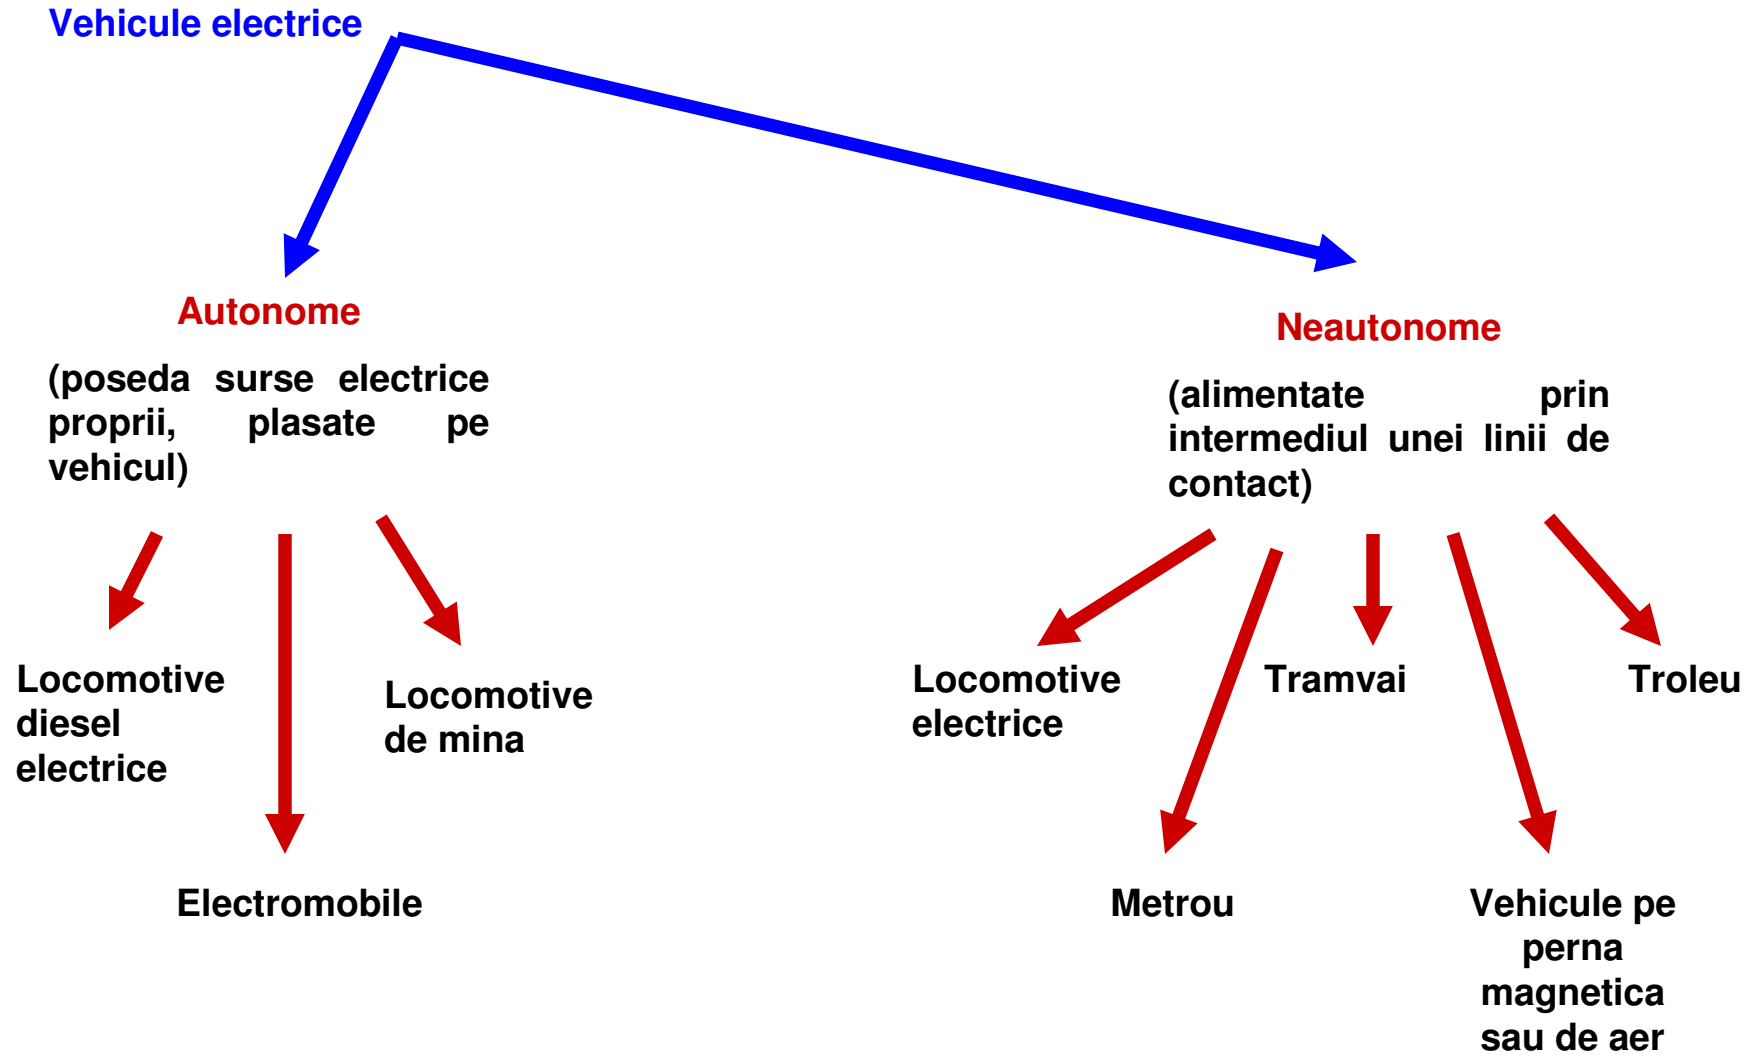 Vehicule electrice
Autonome
(poseda surse electrice
proprii, plasate pe
vehicul)
Neautonome
(alimentate prin
intermediul unei linii de
contact)
Locomotive
diesel
electrice
Locomotive
de mina
Electromobile
Locomotive
electrice
Tramvai
Troleu
Metrou
Vehicule pe
perna
magnetica
sau de aer